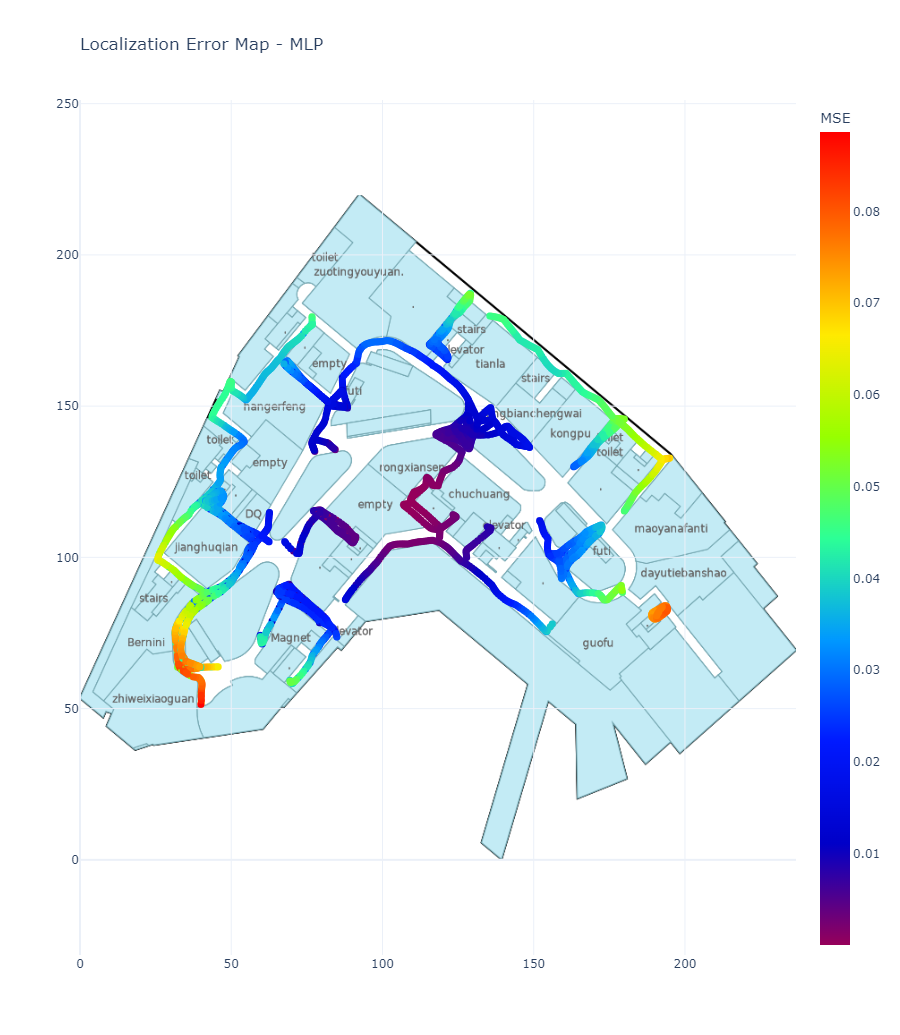 Localization Error Map - MLP
MSE
250
200
150
100
50
0
0
50
100
150
200
0.08
0.07
0.06
0.05
0.04
0.03
0.02
0.01
toilet
zuotingyouyuan.
stairs
levator
tianla
stairs
empty
futi
hangerfeng
hengwai
kongpu
toilet
toilet
empty
rongxiansen
toilet
chuchuang
empty
DQ
levator
maoyanafanti
jianghuqian
futi
dayutiebanshao
stairs
levator
Magnet
Bernini
guofu
zhiweixiaoguan